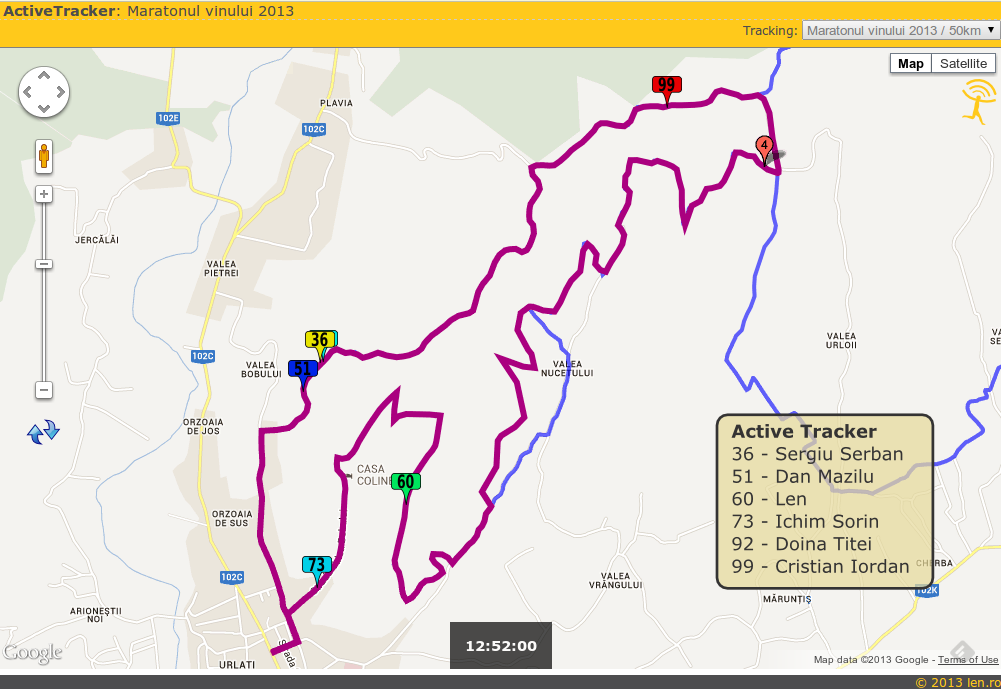 ActiveTracker: Maratonul vinului 2013
Tracking: Maratonul vinului 2013 / 50km
Map Satellite
99
PLAVIA
102E
102C
4
JERCĂLĂI
VALEA
PIETREI
36
VALEA
URLOII
102C
VALEA
BOBULUI
51
VALEA
NUCETULUI
ORZOAIA
DE JOS
CASA
COLINE
60
ORZOAIA
DE SUS
73
102C
Active Tracker
36 - Sergiu Serban
51 - Dan Mazilu
60 - Len
73 - Ichim Sorin
92 - Doina Titei
99 - Cristian Iordan
CHERBA
102K
VALEA
VRÂNGULUI
MĂRUNȚIȘ
ARIONEȘTII
NOI
12:52:00
Google
URLATI
Map data ©2013 Google - Terms of Use
© 2013 len.ro